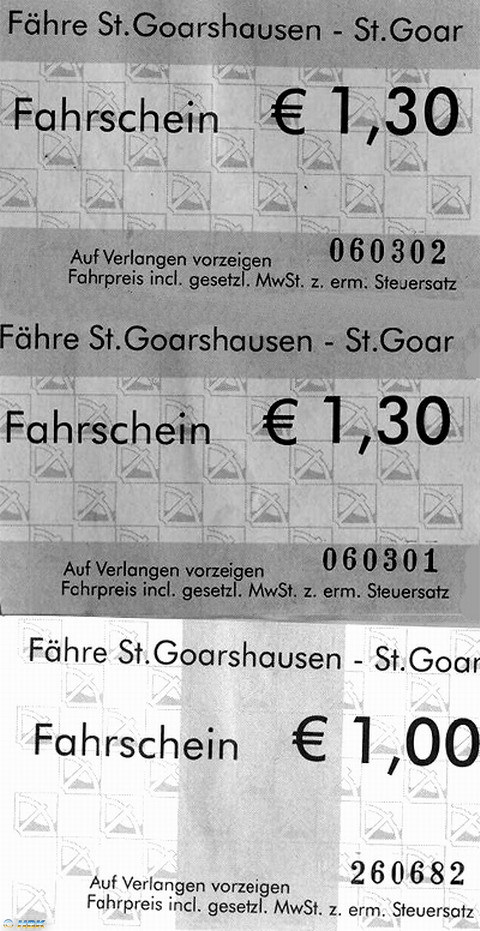 Fähre St.Goarshausen - St.Goar
Fahrschein € 1,30
060302
Auf Verlangen vorzeigen
Fahrpreis incl. gesetzl. MwSt. z. erm. Steuersatz
Fähre St.Goarshausen - St.Goar
Fahrschein € 1,30
060301
Auf Verlangen vorzeigen
Fahrpreis incl. gesetzl. MwSt. z. erm. Steuersatz
Fähre St.Goarshausen - St.Goar
Fahrschein € 1,00
260682
Auf Verlangen vorzeigen
Fahrpreis incl. gesetzl. MwSt. z. erm. Steuersatz